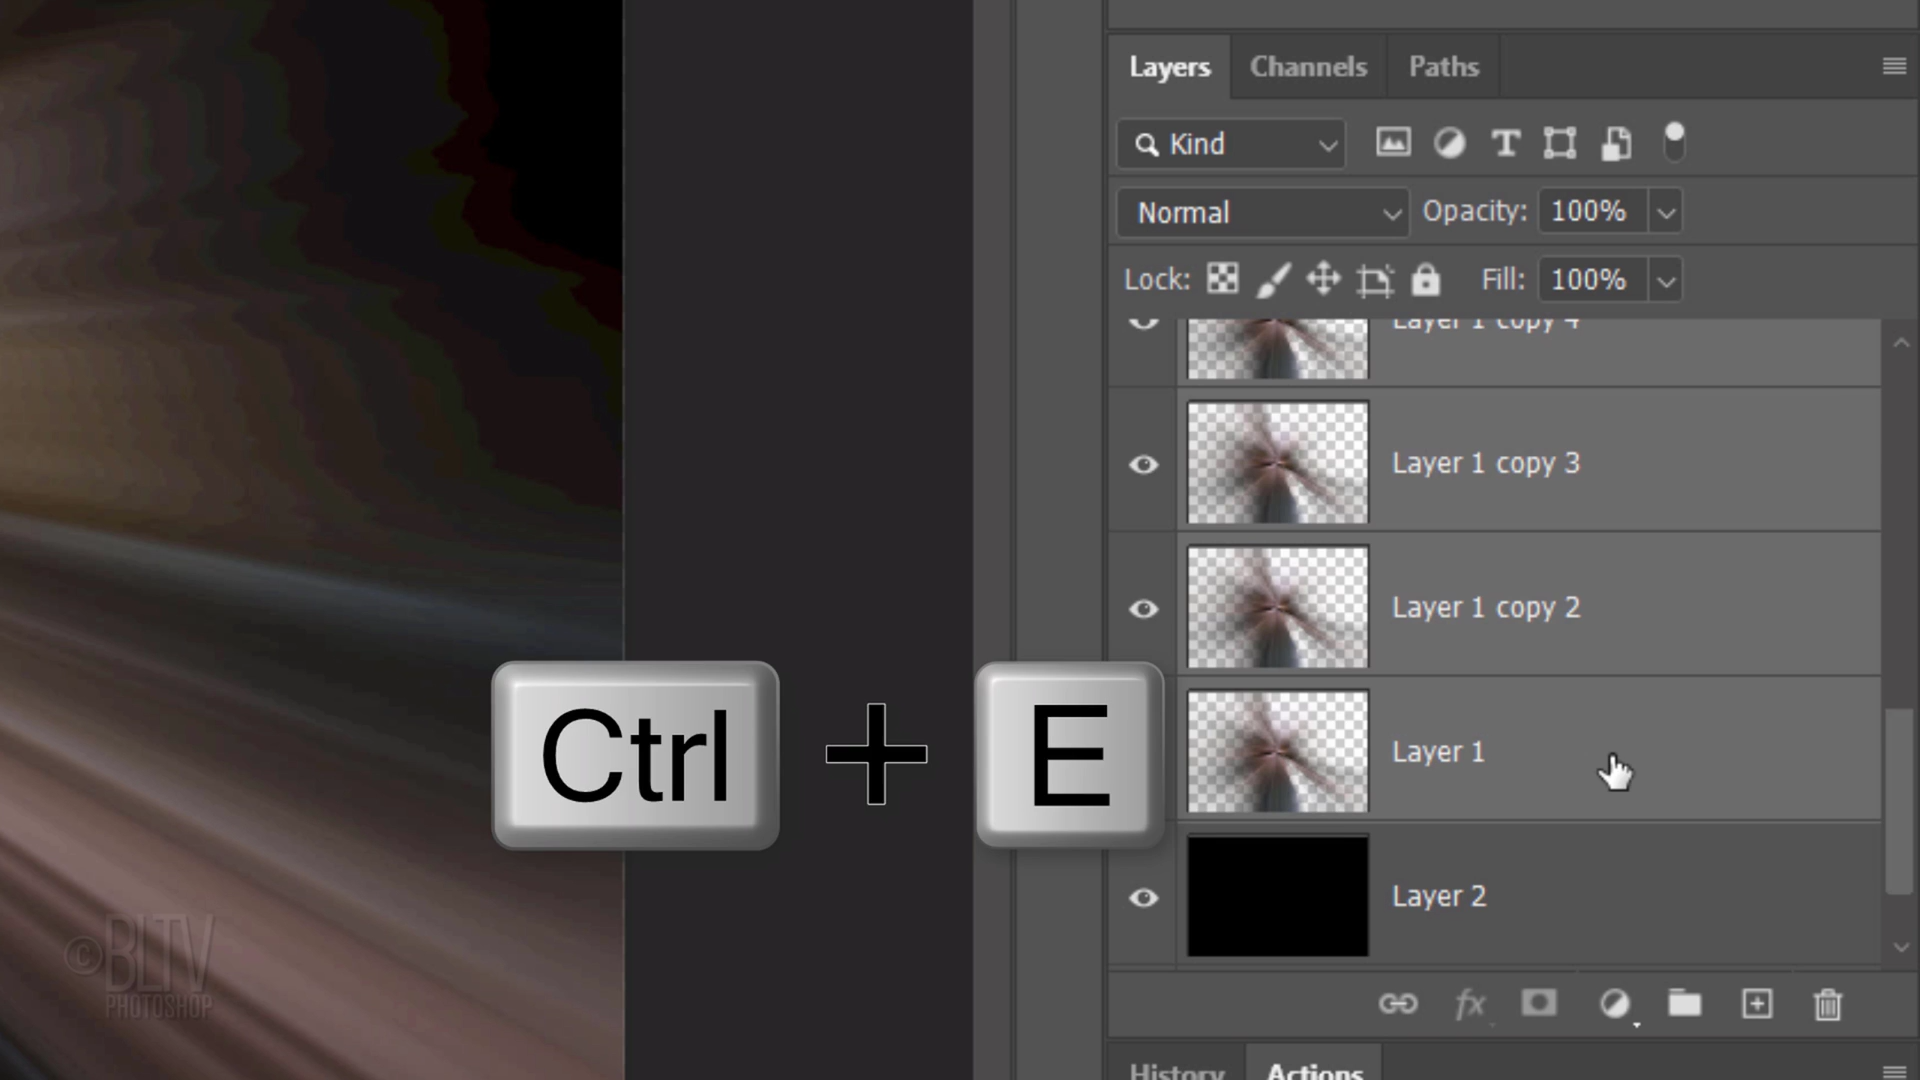 Layers Channels Paths
Kind
Normal Opacity: 100%
Lock: Fill: 100%
Layer 1 copy 4
Layer 1 copy 3
Layer 1 copy 2
Ctrl + E
Layer 1
Layer 2
©BLTV
PHOTOSHOP
fx
History Actions